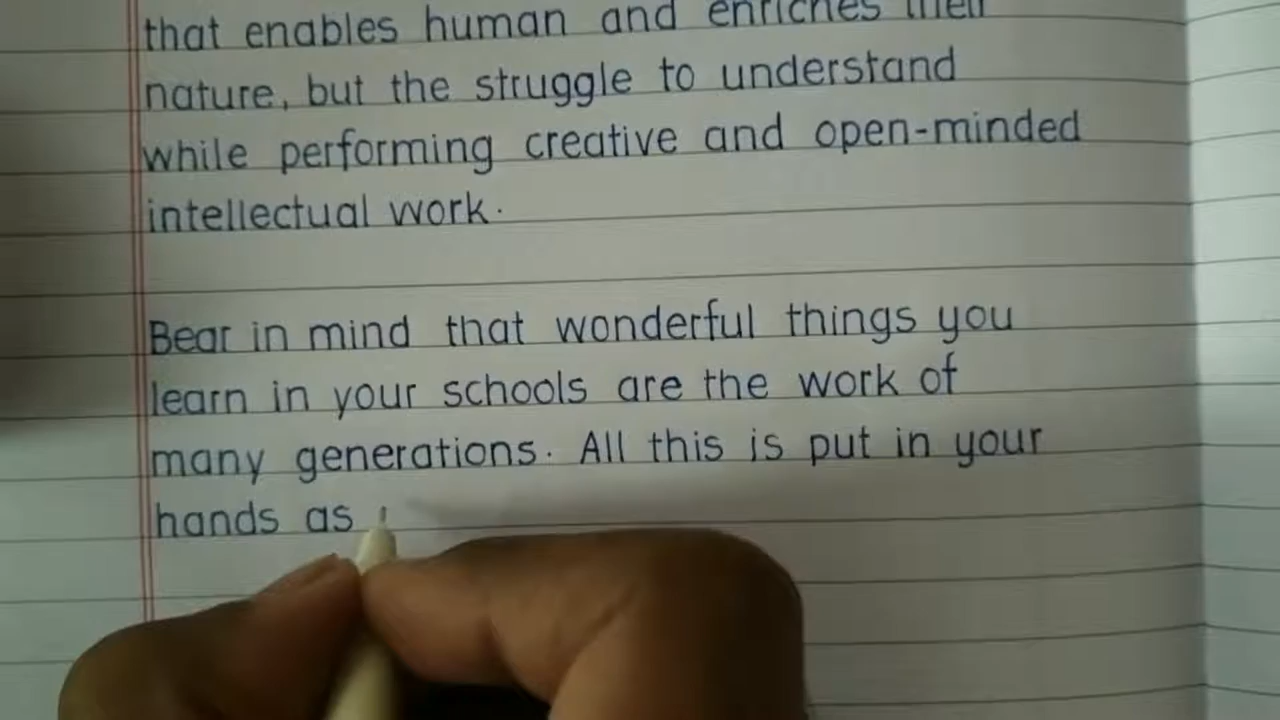 that enables human and enriches their
nature, but the struggle to understand
while performing creative and open-minded
intellectual work.
Bear in mind that wonderful things you
learn in your schools are the work of
many generations. All this is put in your
hands as